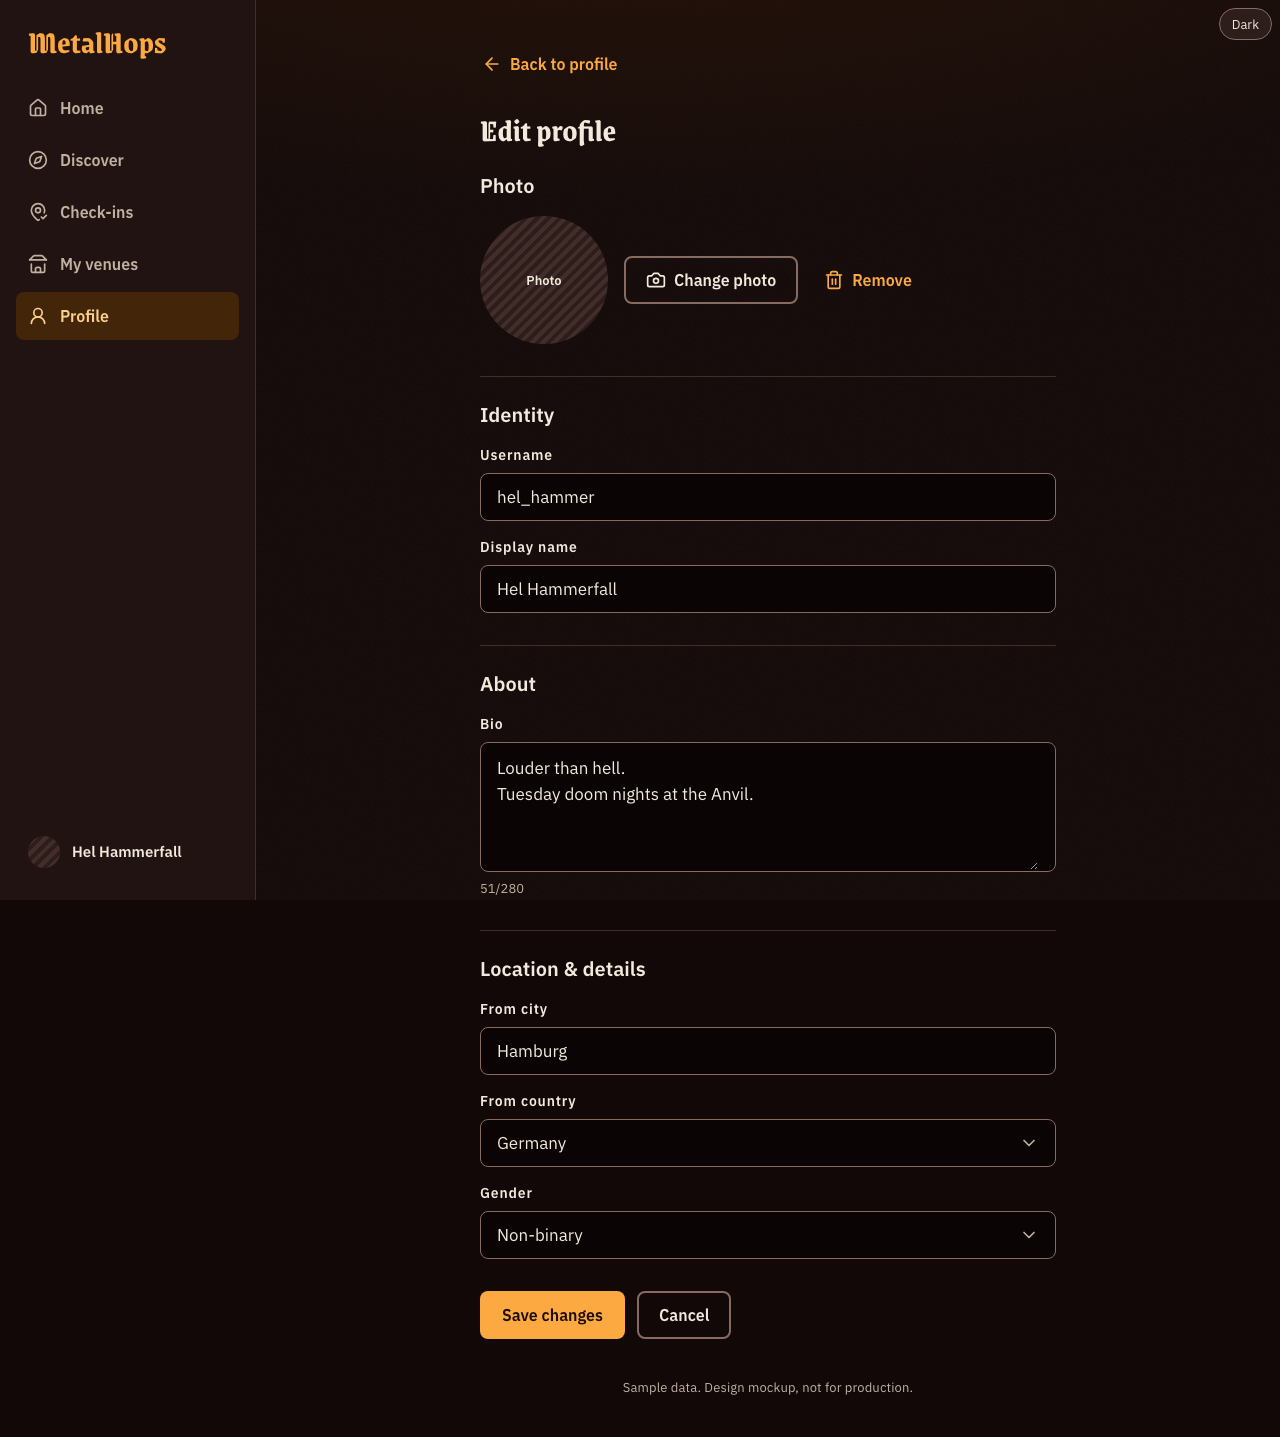 MetalHops
Home
Discover
Check-ins
My venues
Profile
Hel Hammerfall
Dark
Back to profile
Edit profile
Photo
Photo
Change photo
Remove
Identity
Username
hel_hammer
Display name
Hel Hammerfall
About
Bio
Louder than hell.
Tuesday doom nights at the Anvil.
51/280
Location & details
From city
Hamburg
From country
Germany
Gender
Non-binary
Save changes
Cancel
Sample data. Design mockup, not for production.